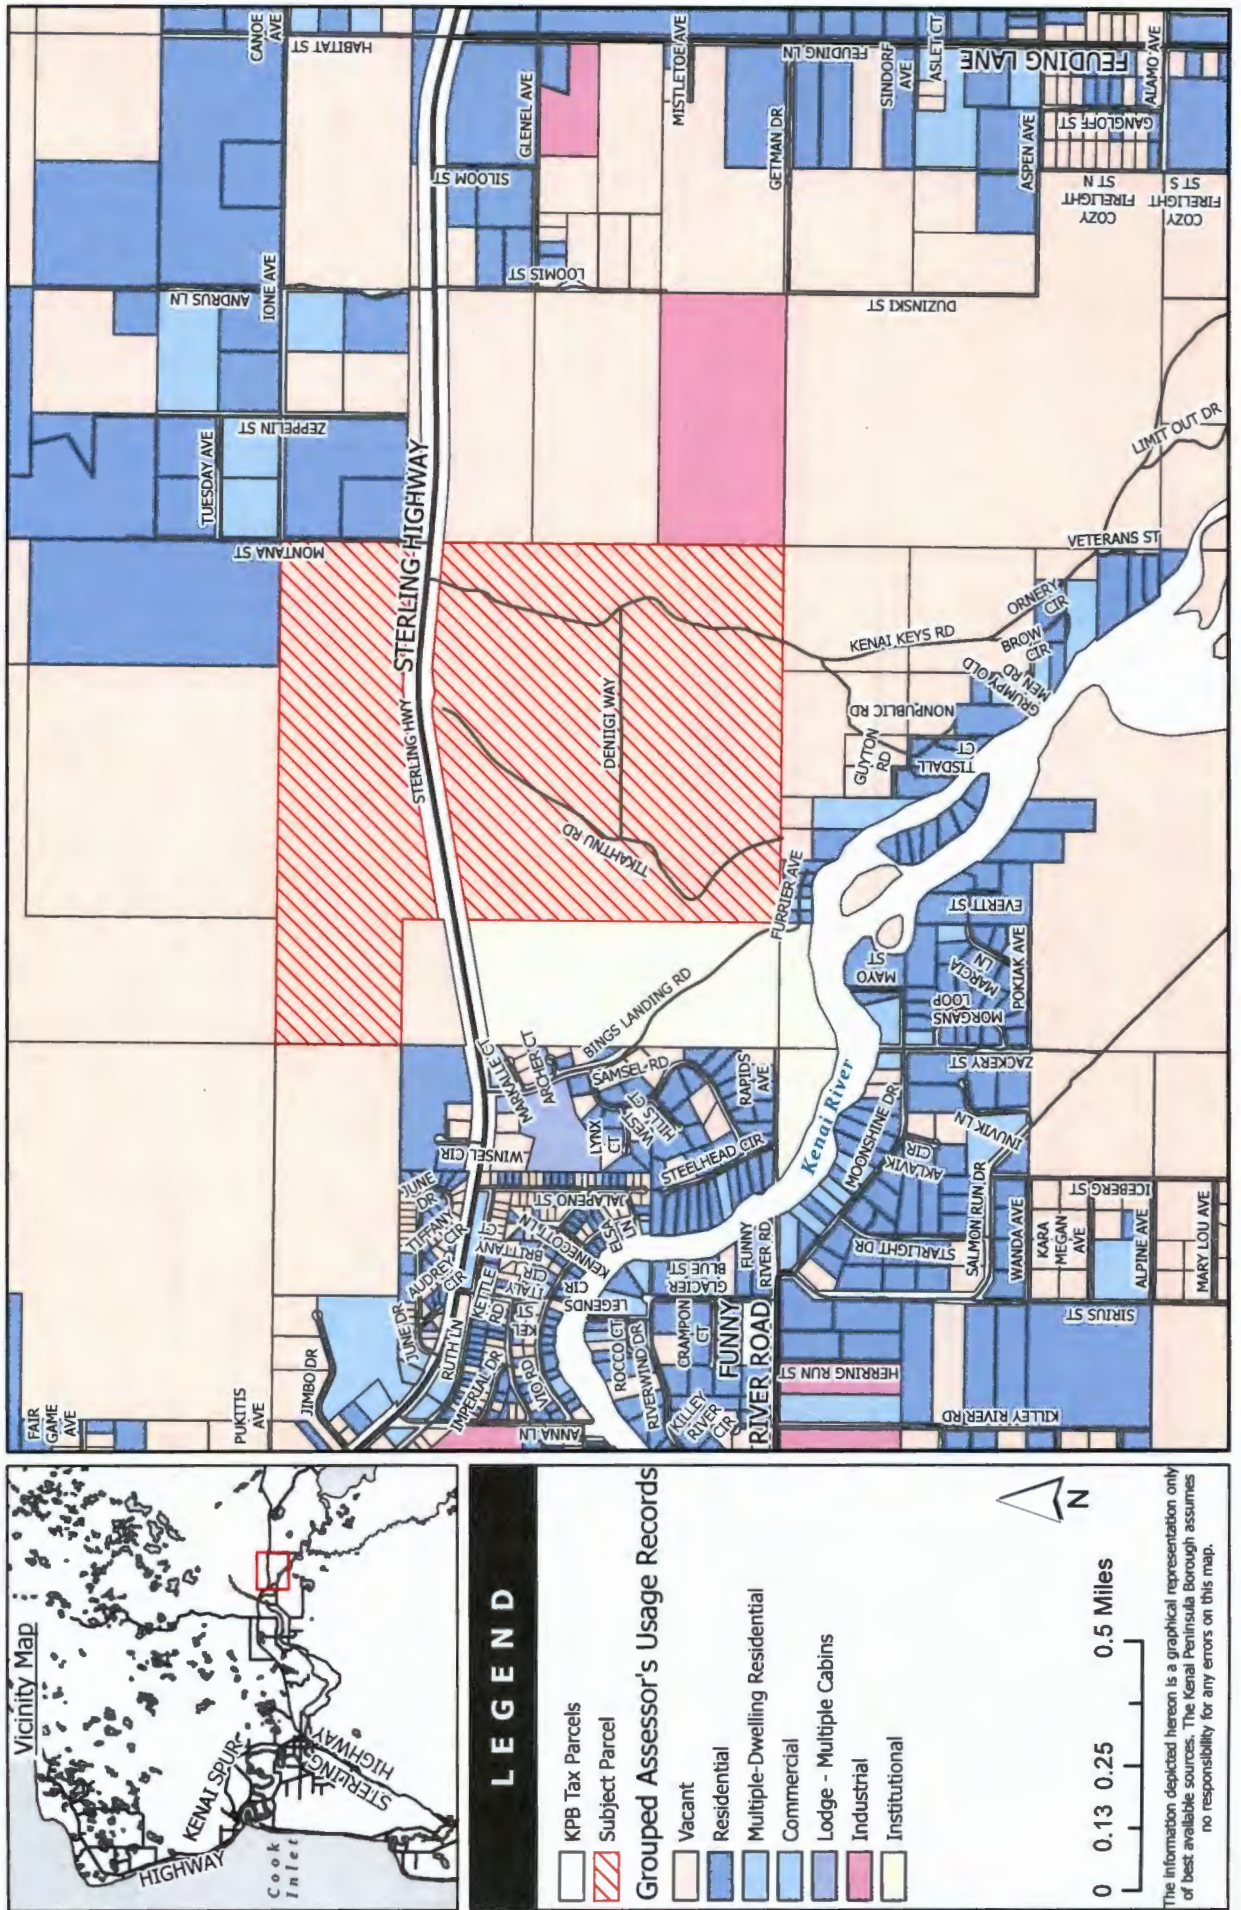 Vicinity Map
KENAI SPUR
HIGHWAY
STERLING
HIGHWAY
Cook
Inlet
LEGEND
KPB Tax Parcels
Subject Parcel
Grouped Assessor's Usage Records
Vacant
Residential
Multiple-Dwelling Residential
Commercial
Lodge - Multiple Cabins
Industrial
Institutional
N
0 0.13 0.25 0.5 Miles
The information depicted hereon is a graphical representation only
of best available sources. The Kenai Peninsula Borough assumes
no responsibility for any errors on this map.
CANOE
AVE
HABITAT ST
IONE AVE
ANDRUS LN
TUESDAY AVE
ZEPPELIN ST
MONTANA ST
STERLING HIGHWAY
STERLING HWY
GLENEL AVE
SILOOM ST
LOOMIS ST
MISTLETOE AVE
FEUDING LN
GETMAN DR
SINDORF
AVE
ASLET CT
FEUDING LANE
ASPEN AVE
GANGLOFF ST
ALAMO AVE
COZY
FIRELIGHT
ST N
COZY
FIRELIGHT
ST S
DUZINSKI ST
LIMIT OUT DR
VETERANS ST
ORNERY
CIR
BROW
CIR
GRUMPY OLD
MEN RD
KENAI KEYS RD
NONPUBLIC RD
GUYTON
RD
TISDALL
CT
DENIIGI WAY
TIKAHTNU RD
FURRIER AVE
EVERTT ST
MAYO
ST
MARCIA
LN
MORGANS
LOOP
POKIAK AVE
ZACKERY ST
BINGS LANDING RD
MARKALLE CT
ARCHER CT
SAMSEL RD
LYNX
CT
WEST
HILLS CT
RAPIDS
AVE
STEELHEAD CIR
Kenai River
MOONSHINE DR
AKLAVIK
CIR
INUVIK LN
SALMON RUN DR
STARLIGHT DR
WANDA AVE
KARA
MEGAN
AVE
ICEBERG ST
ALPINE AVE
MARY LOU AVE
SIRIUS ST
WINSEL CIR
JUNE
DR
TIFFANY
CIR
AUDREY
CIR
JUNE DR
JALAPENO ST
KENNECOTT LN
ELSA
LN
BRITTANY
CT
ITALY
CIR
KETTLE
RD
KEL
ST
LEGENDS
CIR
RUTH LN
IMPERIAL DR
VIO RD
ANNA LN
ROCCO CT
RIVERWIND DR
CRAMPON
CT
GLACIER
BLUE ST
FUNNY
RIVER RD
FUNNY
RIVER ROAD
KILLEY
RIVER
CIR
HERRING RUN ST
KILLEY RIVER RD
JIMBO DR
PUKITIS
AVE
FAIR
GAME
AVE